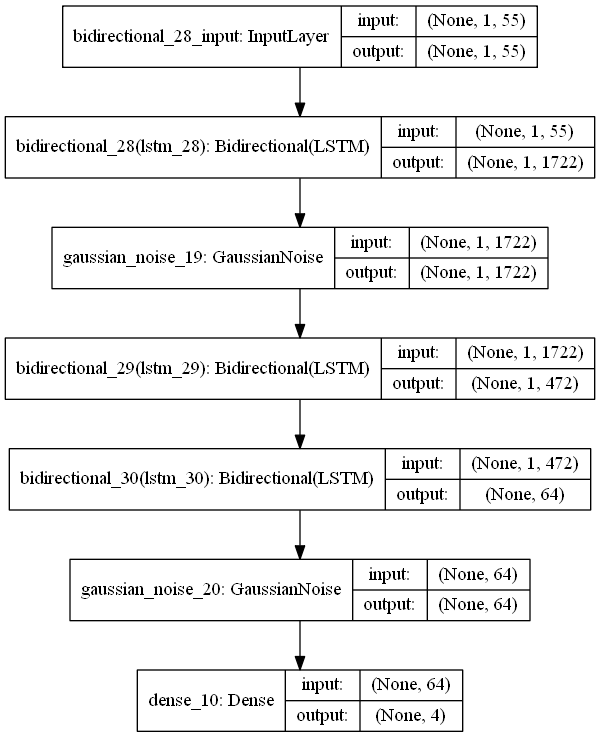 bidirectional_28_input: InputLayer
input: (None, 1, 55)
output: (None, 1, 55)
bidirectional_28(lstm_28): Bidirectional(LSTM)
input: (None, 1, 55)
output: (None, 1, 1722)
gaussian_noise_19: GaussianNoise
input: (None, 1, 1722)
output: (None, 1, 1722)
bidirectional_29(lstm_29): Bidirectional(LSTM)
input: (None, 1, 1722)
output: (None, 1, 472)
bidirectional_30(lstm_30): Bidirectional(LSTM)
input: (None, 1, 472)
output: (None, 64)
gaussian_noise_20: GaussianNoise
input: (None, 64)
output: (None, 64)
dense_10: Dense
input: (None, 64)
output: (None, 4)